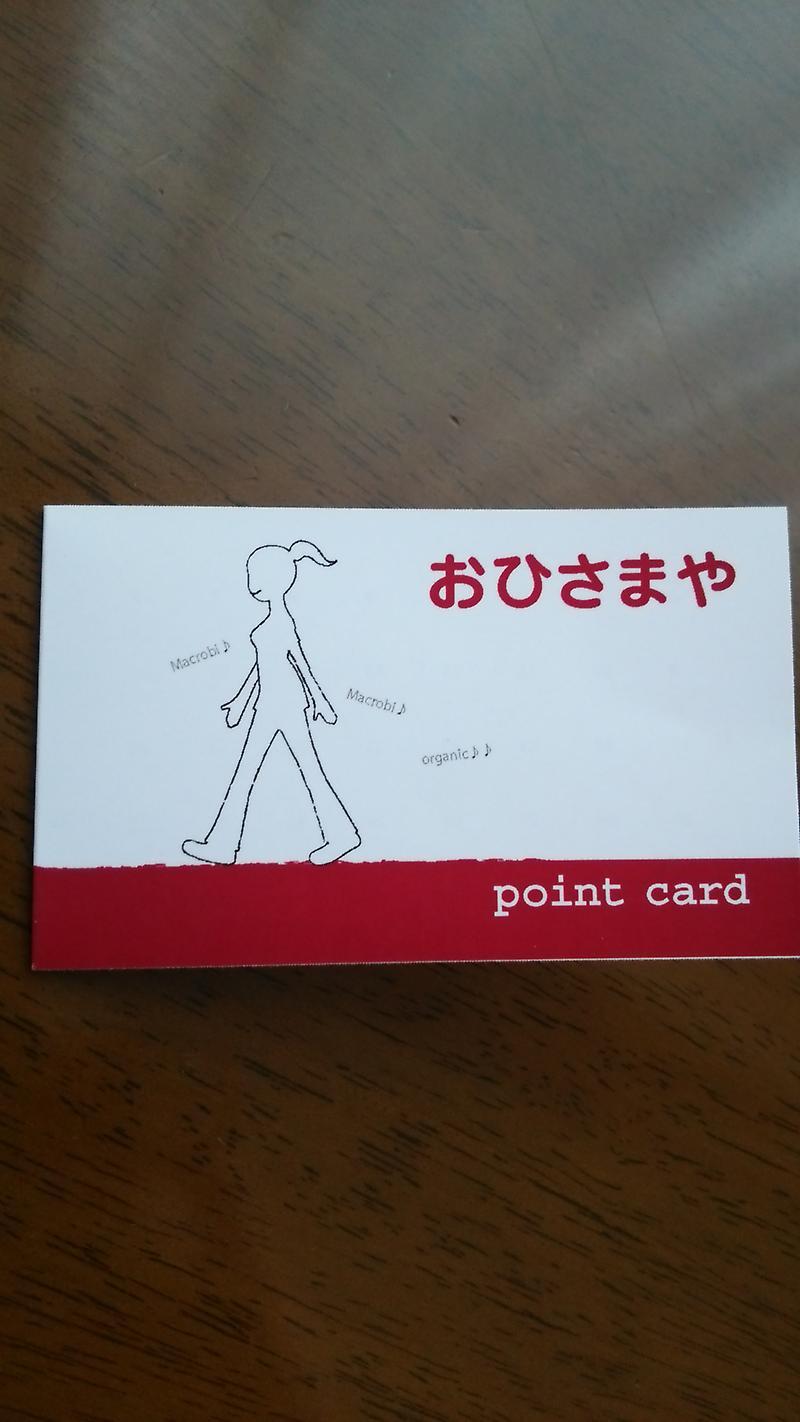 おひさまや
Macrobi♪
Macrobi♪
organic♪♪
point card